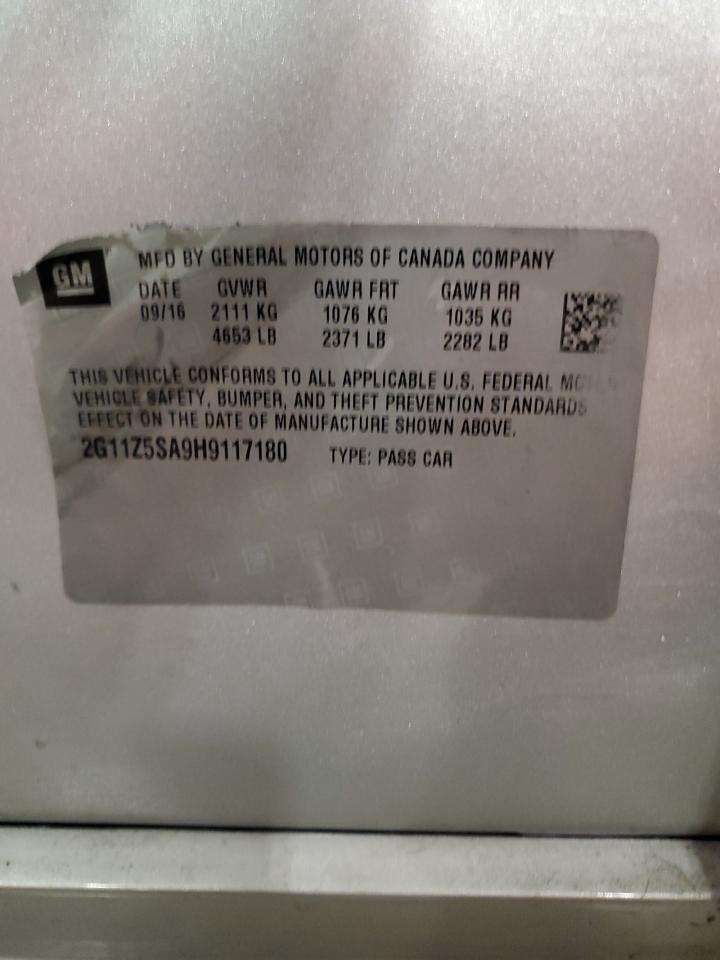 GM
MFD BY GENERAL MOTORS OF CANADA COMPANY
DATE GVWR GAWR FRT GAWR RR
09/16 2111 KG 1076 KG 1035 KG
4653 LB 2371 LB 2282 LB
THIS VEHICLE CONFORMS TO ALL APPLICABLE U.S. FEDERAL
VEHICLE SAFETY, BUMPER, AND THEFT PREVENTION STANDARDS
EFFECT ON THE DATE OF MANUFACTURE SHOWN ABOVE.
2G11Z5SA9H9117180 TYPE: PASS CAR